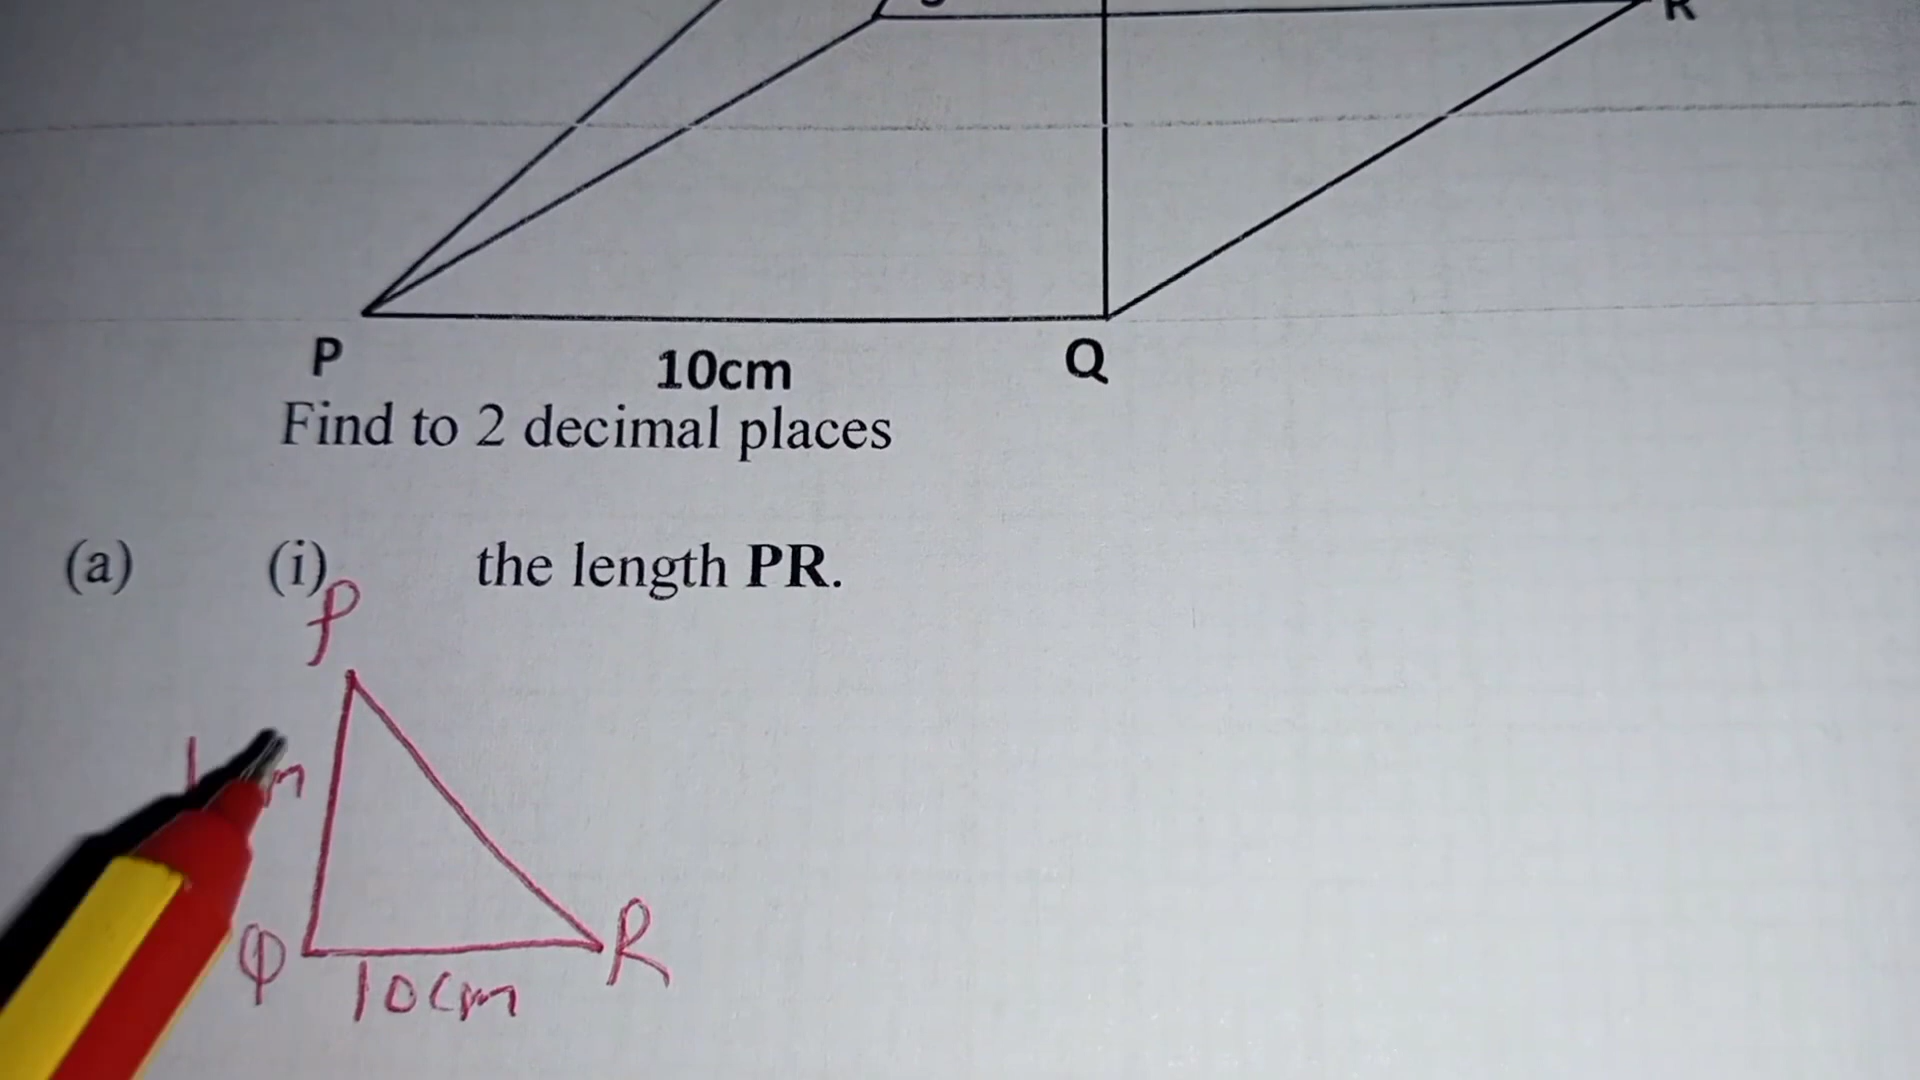 R
P 10cm Q
Find to 2 decimal places
(a) (i) the length PR.
P
Q 10cm R